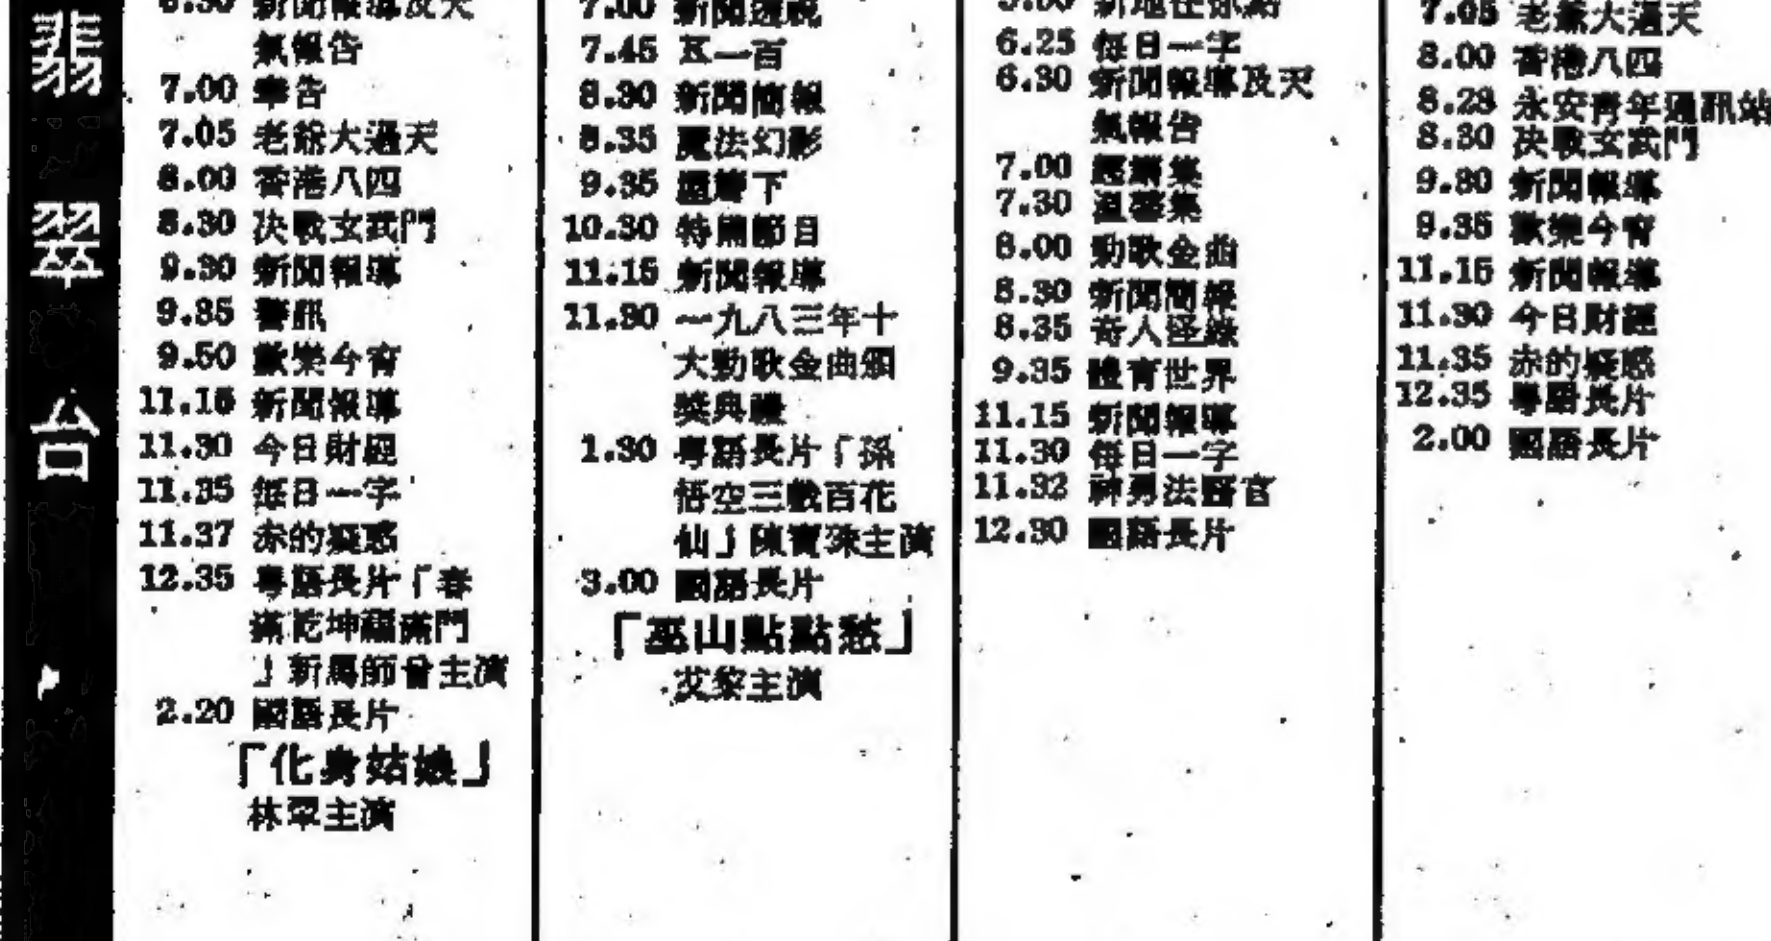 翡翠台
6.30 新聞報導及天
氣報告
7.00 奉告
7.05 老爺大過天
8.00 香港八四
8.30 決戰玄武門
9.30 新聞報導
9.35 警訊
9.50 歡樂今宵
11.15 新聞報導
11.30 今日財經
11.35 每日一字
11.37 赤的疑惑
12.35 粵語長片「春
滿乾坤福滿門
」新馬師曾主演
2.20 國語長片
「化身姑娘」
林翠主演
7.00 新聞透視
7.45 五一百
8.30 新聞簡報
8.35 魔法幻影
9.35 下
10.30 特備節目
11.15 新聞報導
11.30 一九八三年十
大勁歌金曲頒
獎典禮
1.30 粵語長片「孫
悟空三戰百花
仙」陳寶珠主演
3.00 國語長片
「巫山點點愁」
艾黎主演
新地任你點
6.25 每日一字
6.30 新聞報導及天
氣報告
7.00 集
7.30 溫馨集
8.00 勁歌金曲
8.30 新聞簡報
8.35 奇人怪錄
9.35 體育世界
11.15 新聞報導
11.30 每日一字
11.32 神勇法醫官
12.30 國語長片
7.05 老爺大過天
8.00 香港八四
8.28 永安青年通訊站
8.30 決戰玄武門
9.30 新聞報導
9.35 歡樂今宵
11.15 新聞報導
11.30 今日財經
11.35 赤的疑惑
12.35 粵語長片
2.00 國語長片